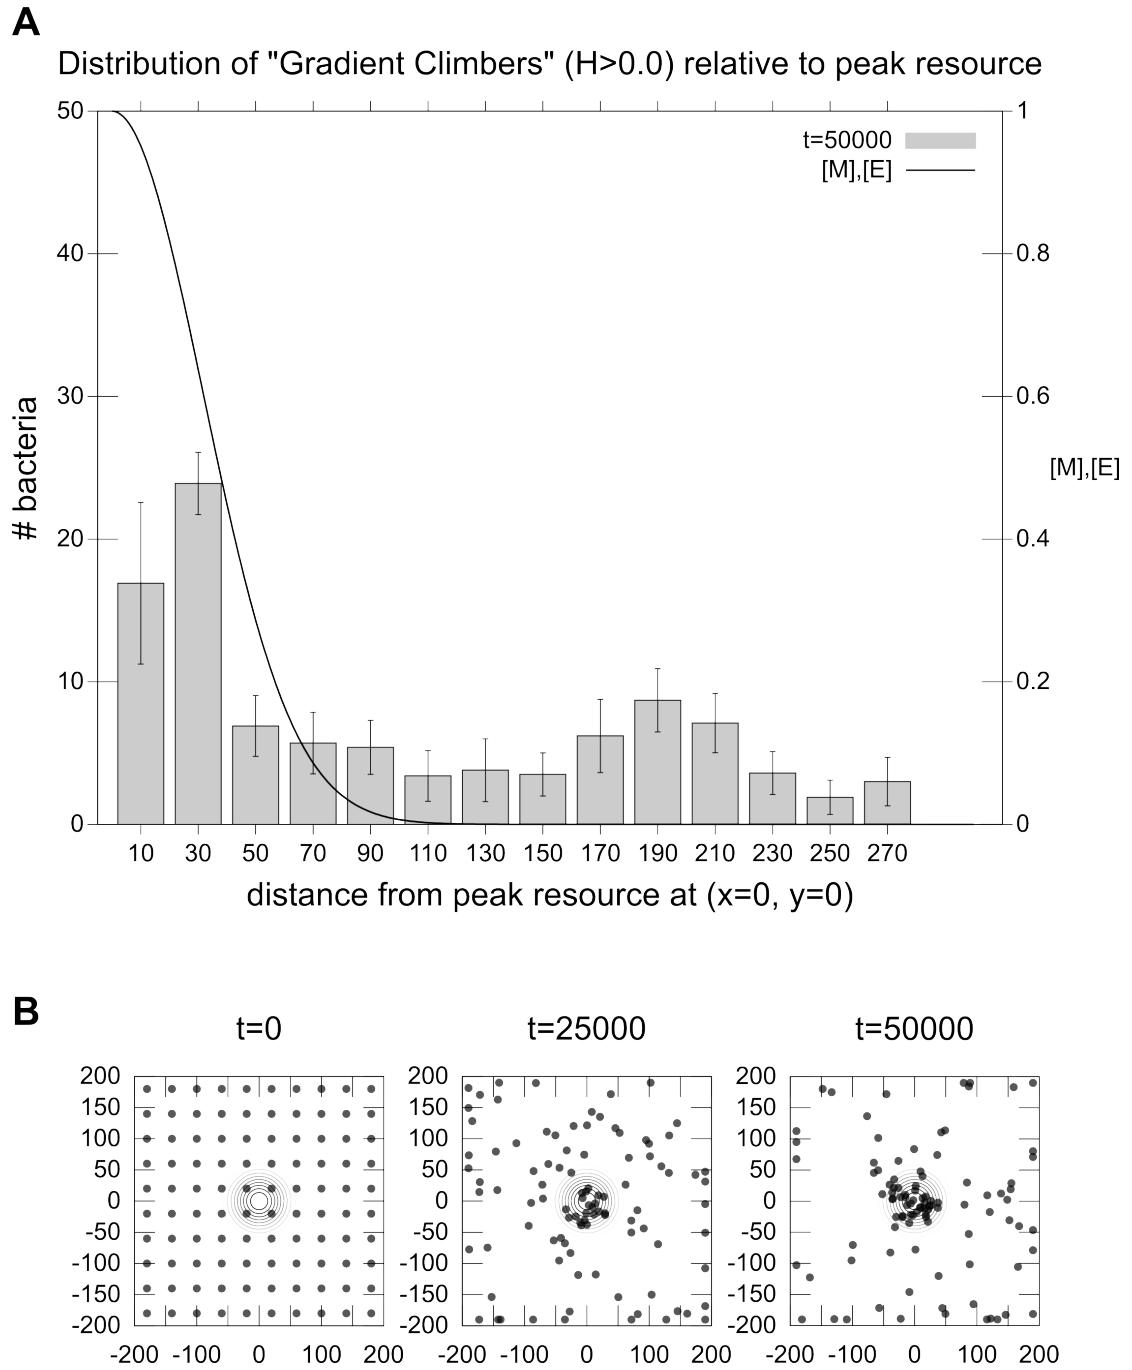 A
Distribution of "Gradient Climbers" (H>0.0) relative to peak resource
50 1
t=50000
[M],[E]
40 0.8
30 0.6
# bacteria
[M],[E]
20 0.4
10 0.2
0 0
10 30 50 70 90 110 130 150 170 190 210 230 250 270
distance from peak resource at (x=0, y=0)
B
t=0 t=25000 t=50000
200 200 200
150 150 150
100 100 100
50 50 50
0 0 0
-50 -50 -50
-100 -100 -100
-150 -150 -150
-200 -200 -200
-200 -100 0 100 200 -200 -100 0 100 200 -200 -100 0 100 200